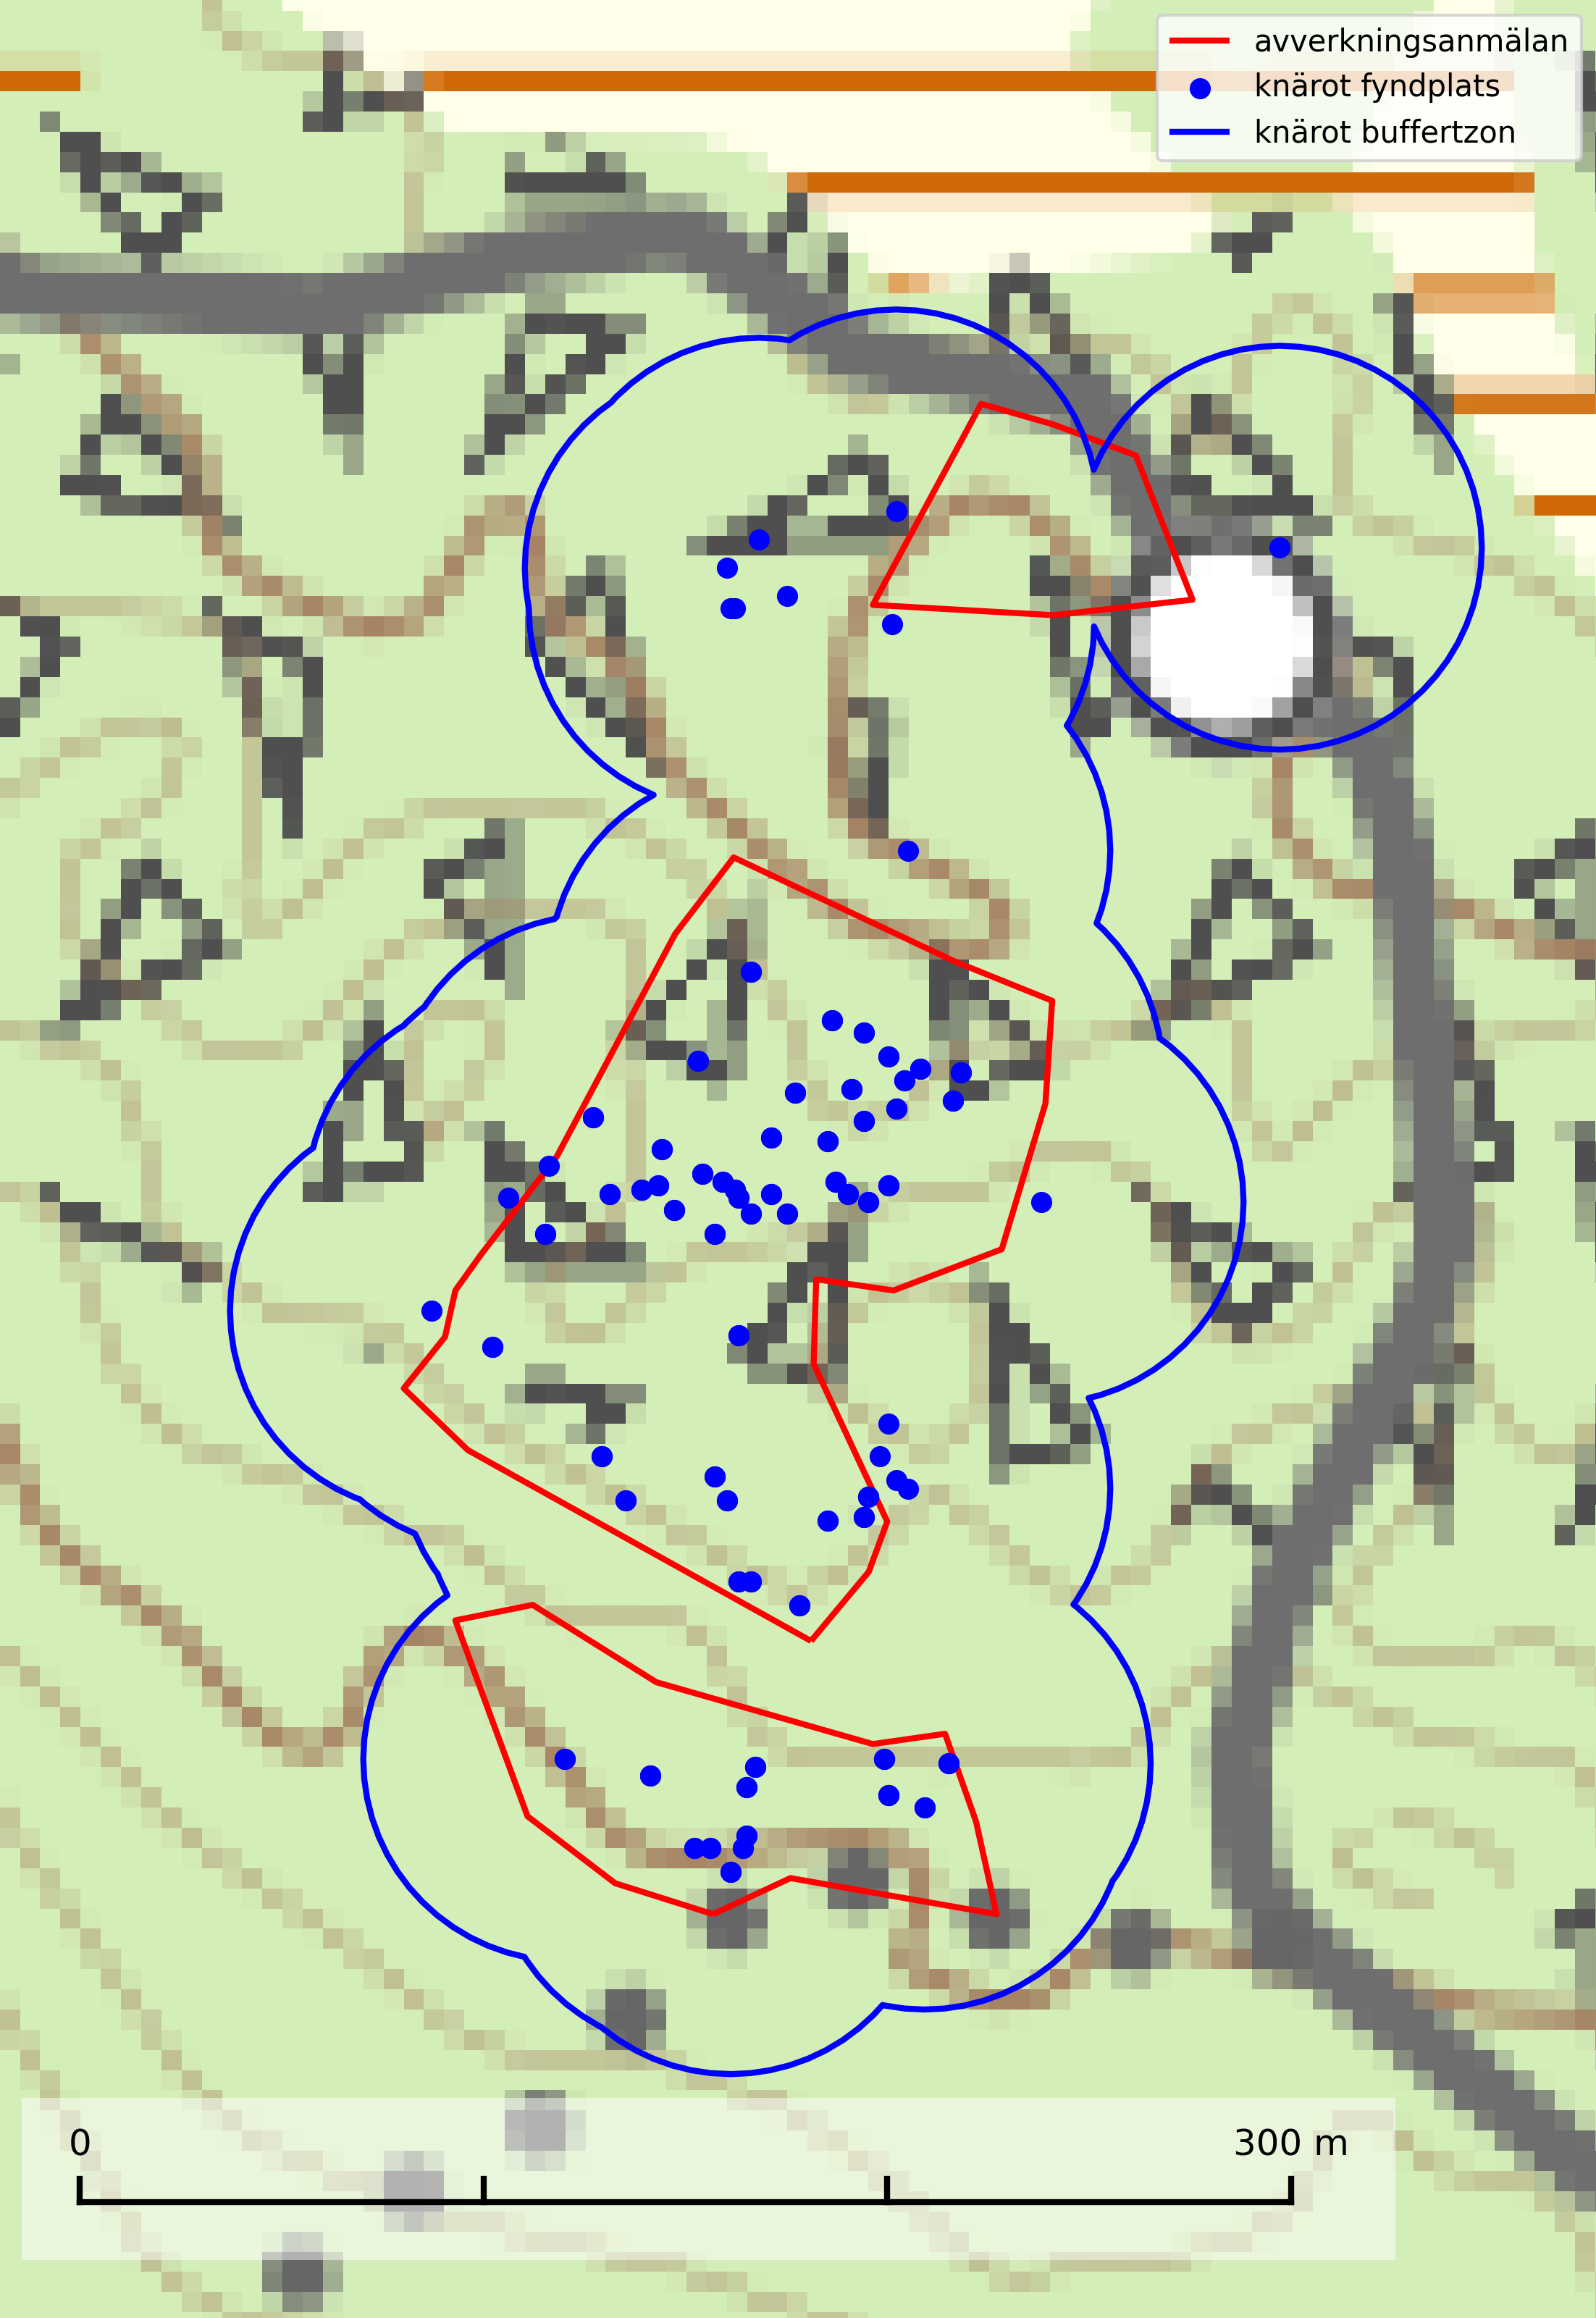 avverkningsanmälan
knärot fyndplats
knärot buffertzon
0
300 m